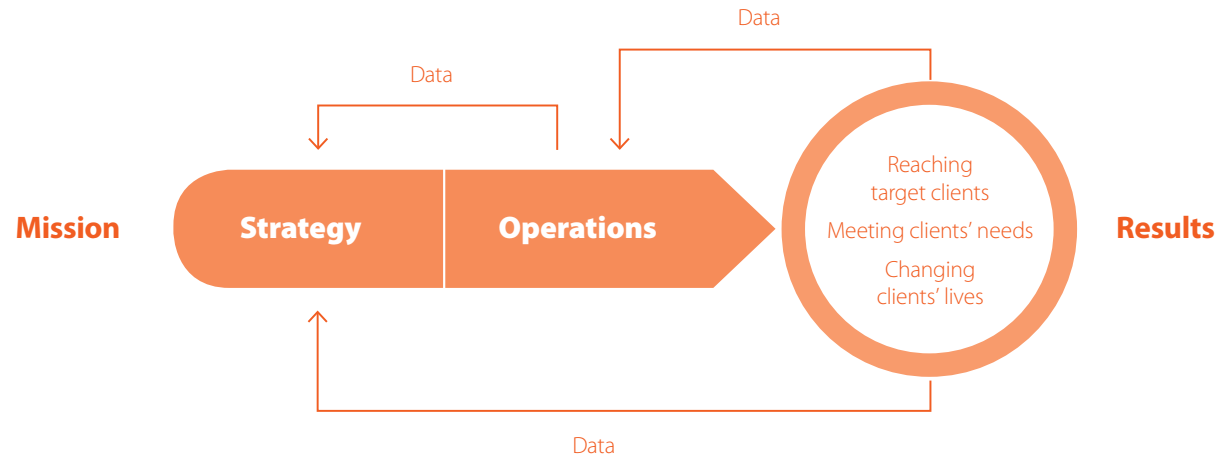 Data
Data
Mission
Strategy
Operations
Reaching
target clients
Meeting clients’ needs
Changing
clients’ lives
Results
Data